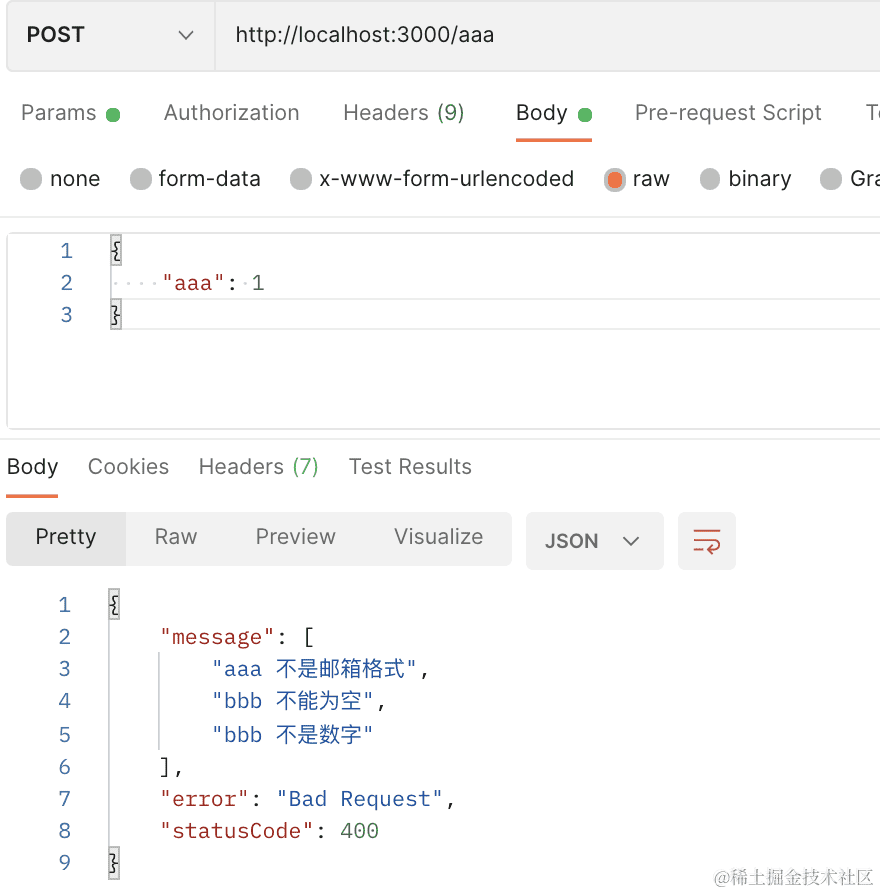 POST http://localhost:3000/aaa
Params Authorization Headers (9) Body Pre-request Script
none form-data x-www-form-urlencoded raw binary
1 {
2 "aaa": 1
3 }
Body Cookies Headers (7) Test Results
Pretty Raw Preview Visualize JSON
1 {
2 "message": [
3 "aaa 不是邮箱格式",
4 "bbb 不能为空",
5 "bbb 不是数字"
6 ],
7 "error": "Bad Request",
8 "statusCode": 400
9 }
@稀土掘金技术社区